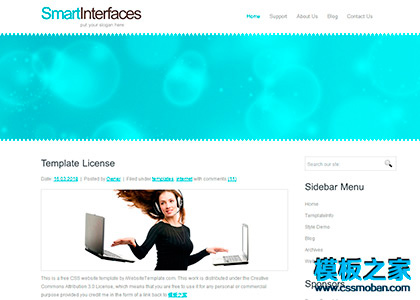 SmartInterfaces
put your slogan here
Home Support About Us Blog Contact Us
Template License
Date: 16.03.2010 | Posted by Owner | Filed under templates, internet with comments (11)
Search our site
This is a free CSS website template by WebsiteTemplate.com. This work is distributed under the Creative
Commons Attribution 3.0 License, which means that you are free to use it for any personal or commercial
purpose provided you credit me in the form of a link back to 模板之家
Sidebar Menu
Home
TemplateInfo
Style Demo
Blog
Archives
Sponsors
模板之家
www.cssmoban.com